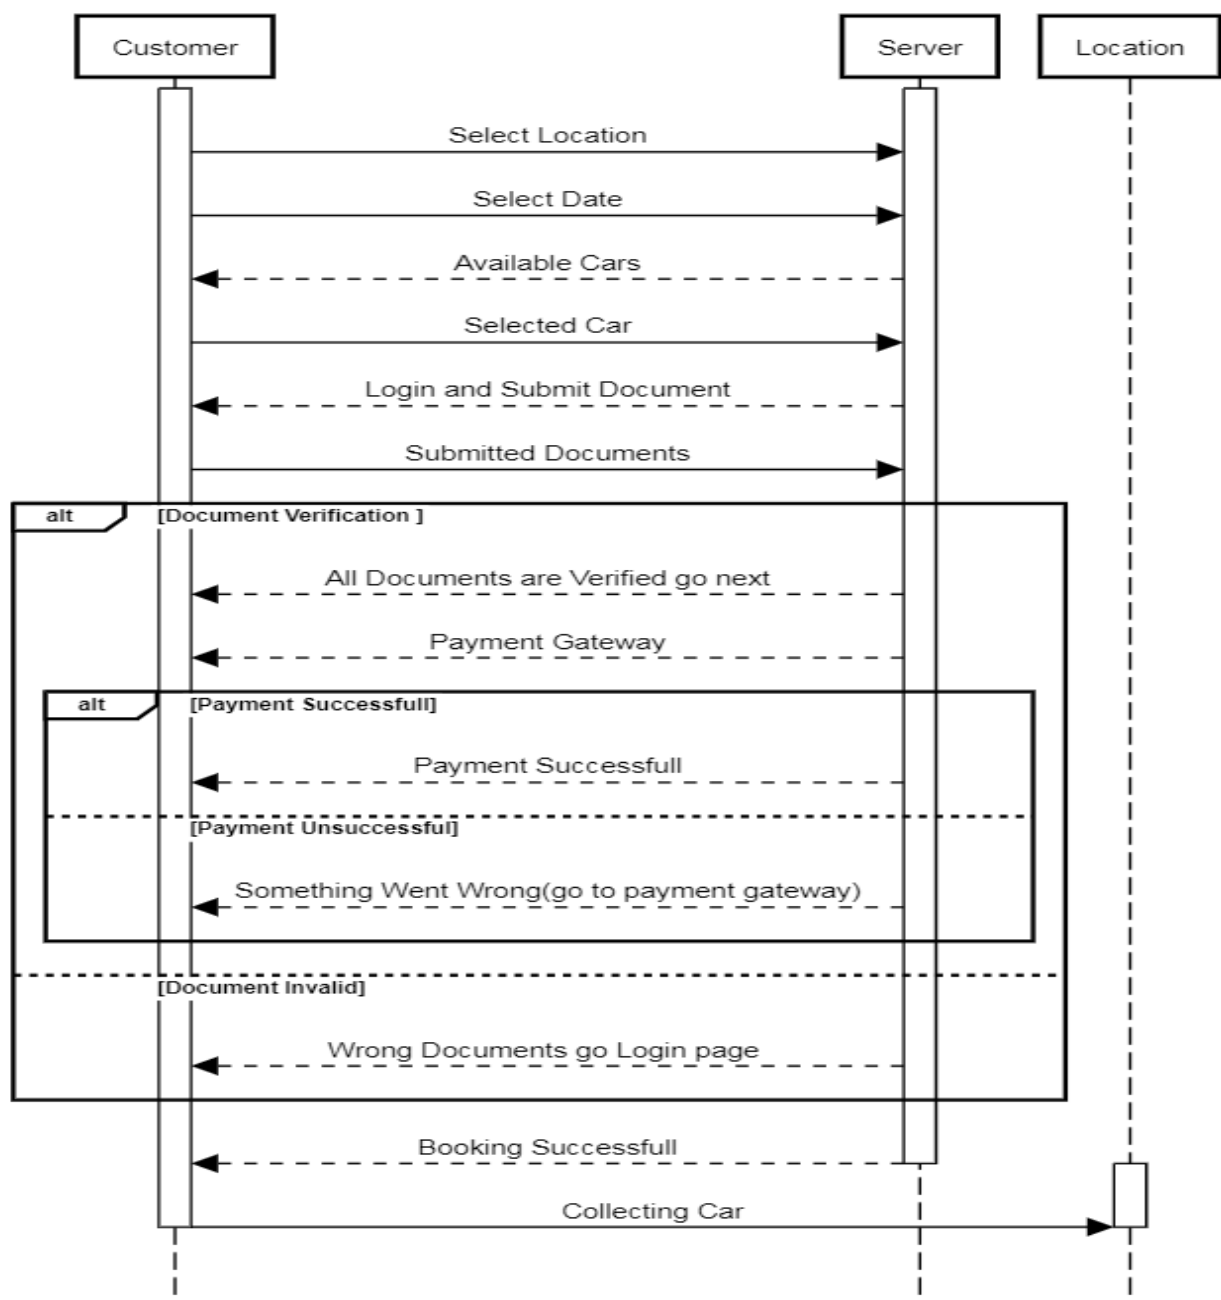 Customer
Server
Location
Select Location
Select Date
Available Cars
Selected Car
Login and Submit Document
Submitted Documents
alt
[Document Verification ]
All Documents are Verified go next
Payment Gateway
alt
[Payment Successfull]
Payment Successfull
[Payment Unsuccessful]
Something Went Wrong(go to payment gateway)
[Document Invalid]
Wrong Documents go Login page
Booking Successfull
Collecting Car